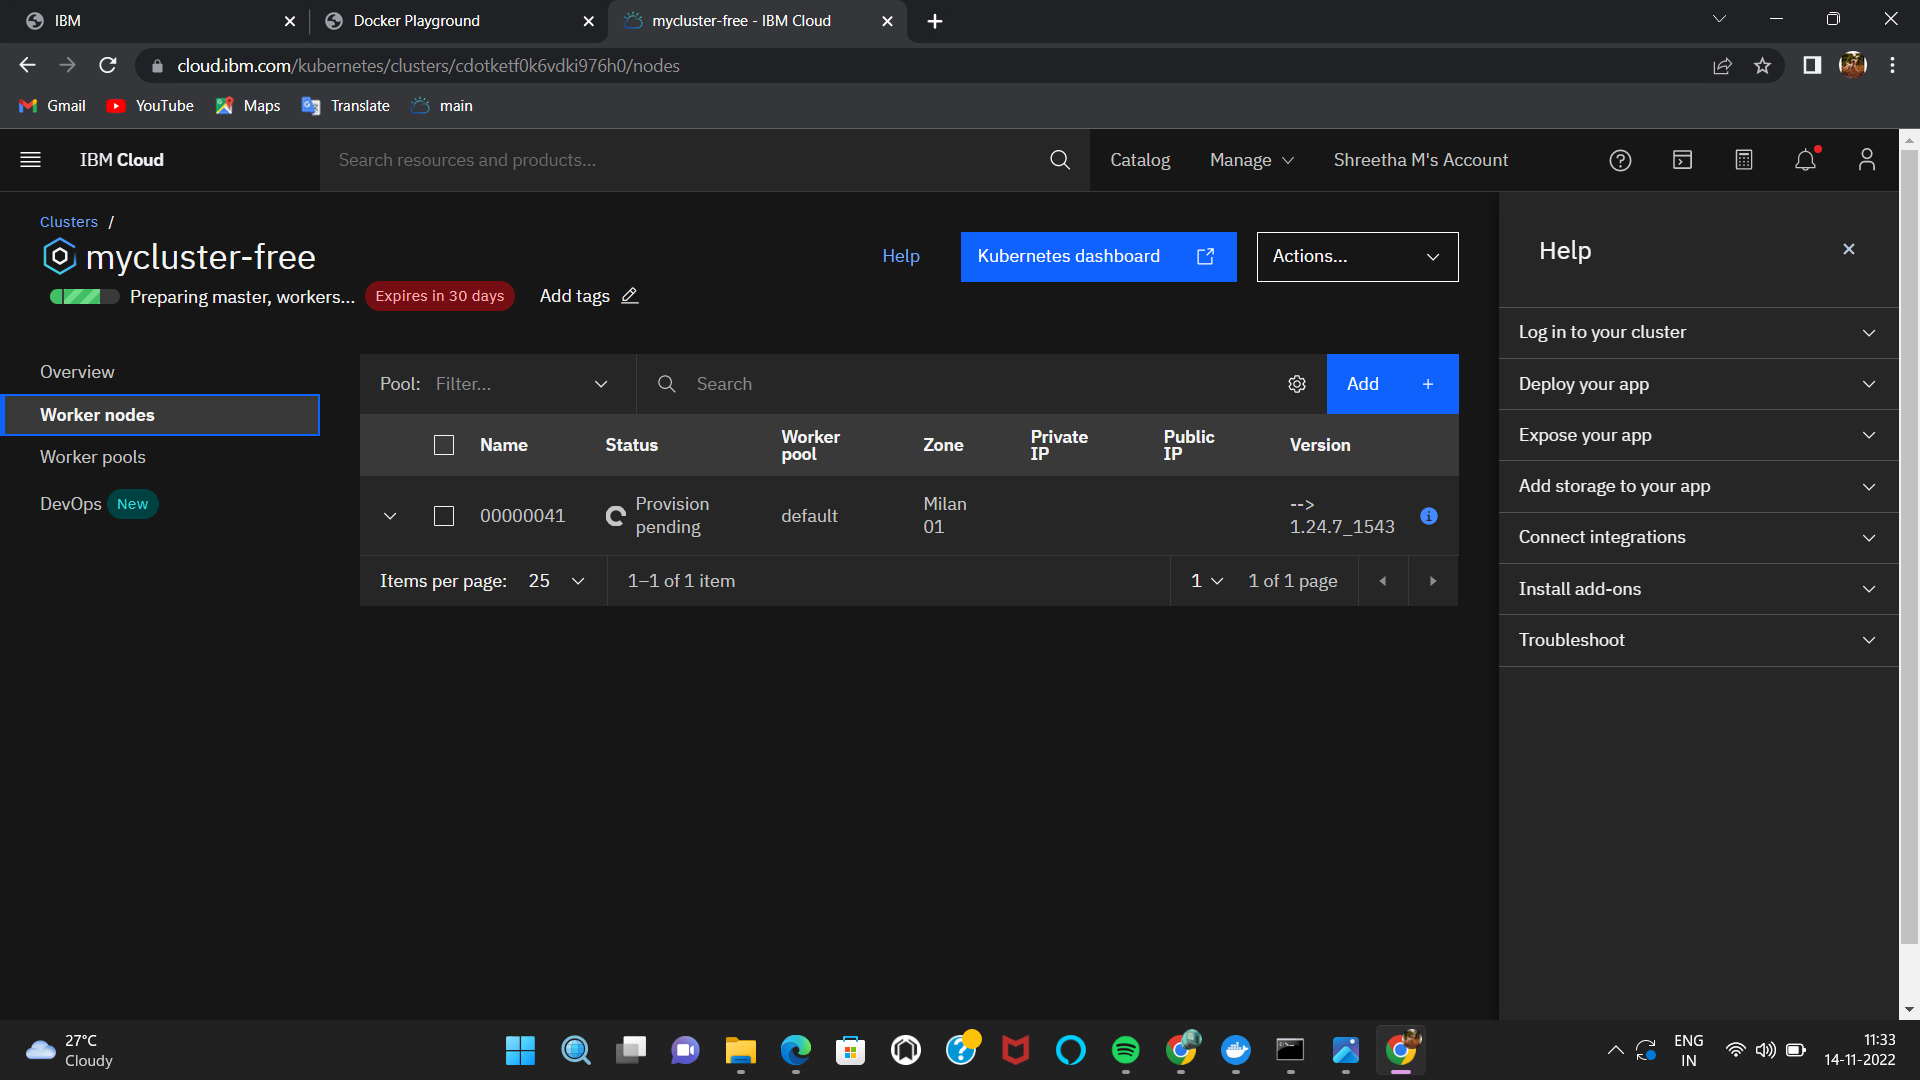 IBM
Docker Playground
mycluster-free - IBM Cloud
cloud.ibm.com/kubernetes/clusters/cdotketf0k6vdki976h0/nodes
Gmail
YouTube
Maps
Translate
main
IBM Cloud
Search resources and products...
Catalog
Manage
Shreetha M's Account
Clusters /
mycluster-free
Preparing master, workers...
Expires in 30 days
Add tags
Help
Kubernetes dashboard
Actions...
Overview
Worker nodes
Worker pools
DevOps New
Pool: Filter...
Search
Add +
Name
Status
Worker
pool
Zone
Private
IP
Public
IP
Version
00000041
Provision
pending
default
Milan
01
-->
1.24.7_1543
Items per page: 25
1–1 of 1 item
1
1 of 1 page
Help
Log in to your cluster
Deploy your app
Expose your app
Add storage to your app
Connect integrations
Install add-ons
Troubleshoot
27°C
Cloudy
ENG
IN
11:33
14-11-2022